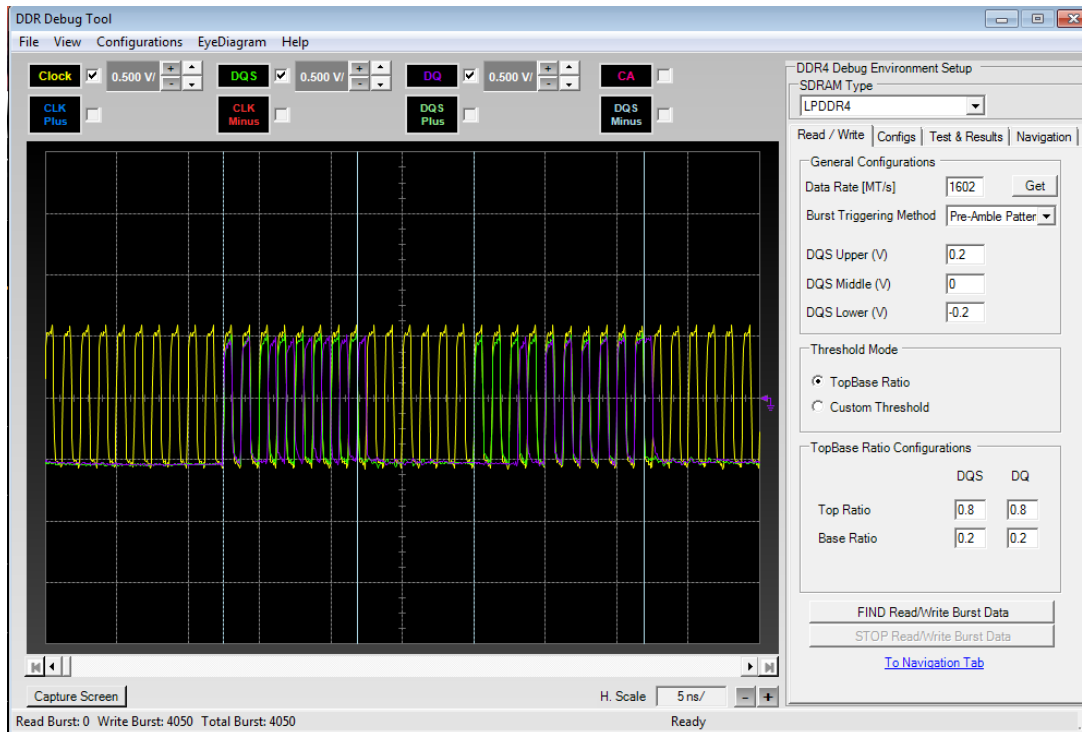 DDR Debug Tool
File View Configurations EyeDiagram Help
Clock 0.500 V/ + - DQS 0.500 V/ + - DQ 0.500 V/ + - CA
CLK Plus CLK Minus DQS Plus DQS Minus
DDR4 Debug Environment Setup
SDRAM Type
LPDDR4
Read / Write Configs Test & Results Navigation
General Configurations
Data Rate [MT/s] 1602 Get
Burst Triggering Method Pre-Amble Patter
DQS Upper (V) 0.2
DQS Middle (V) 0
DQS Lower (V) -0.2
Threshold Mode
TopBase Ratio
Custom Threshold
TopBase Ratio Configurations
DQS DQ
Top Ratio 0.8 0.8
Base Ratio 0.2 0.2
FIND Read/Write Burst Data
STOP Read/Write Burst Data
To Navigation Tab
Capture Screen H. Scale 5 ns/ - +
Read Burst: 0 Write Burst: 4050 Total Burst: 4050 Ready